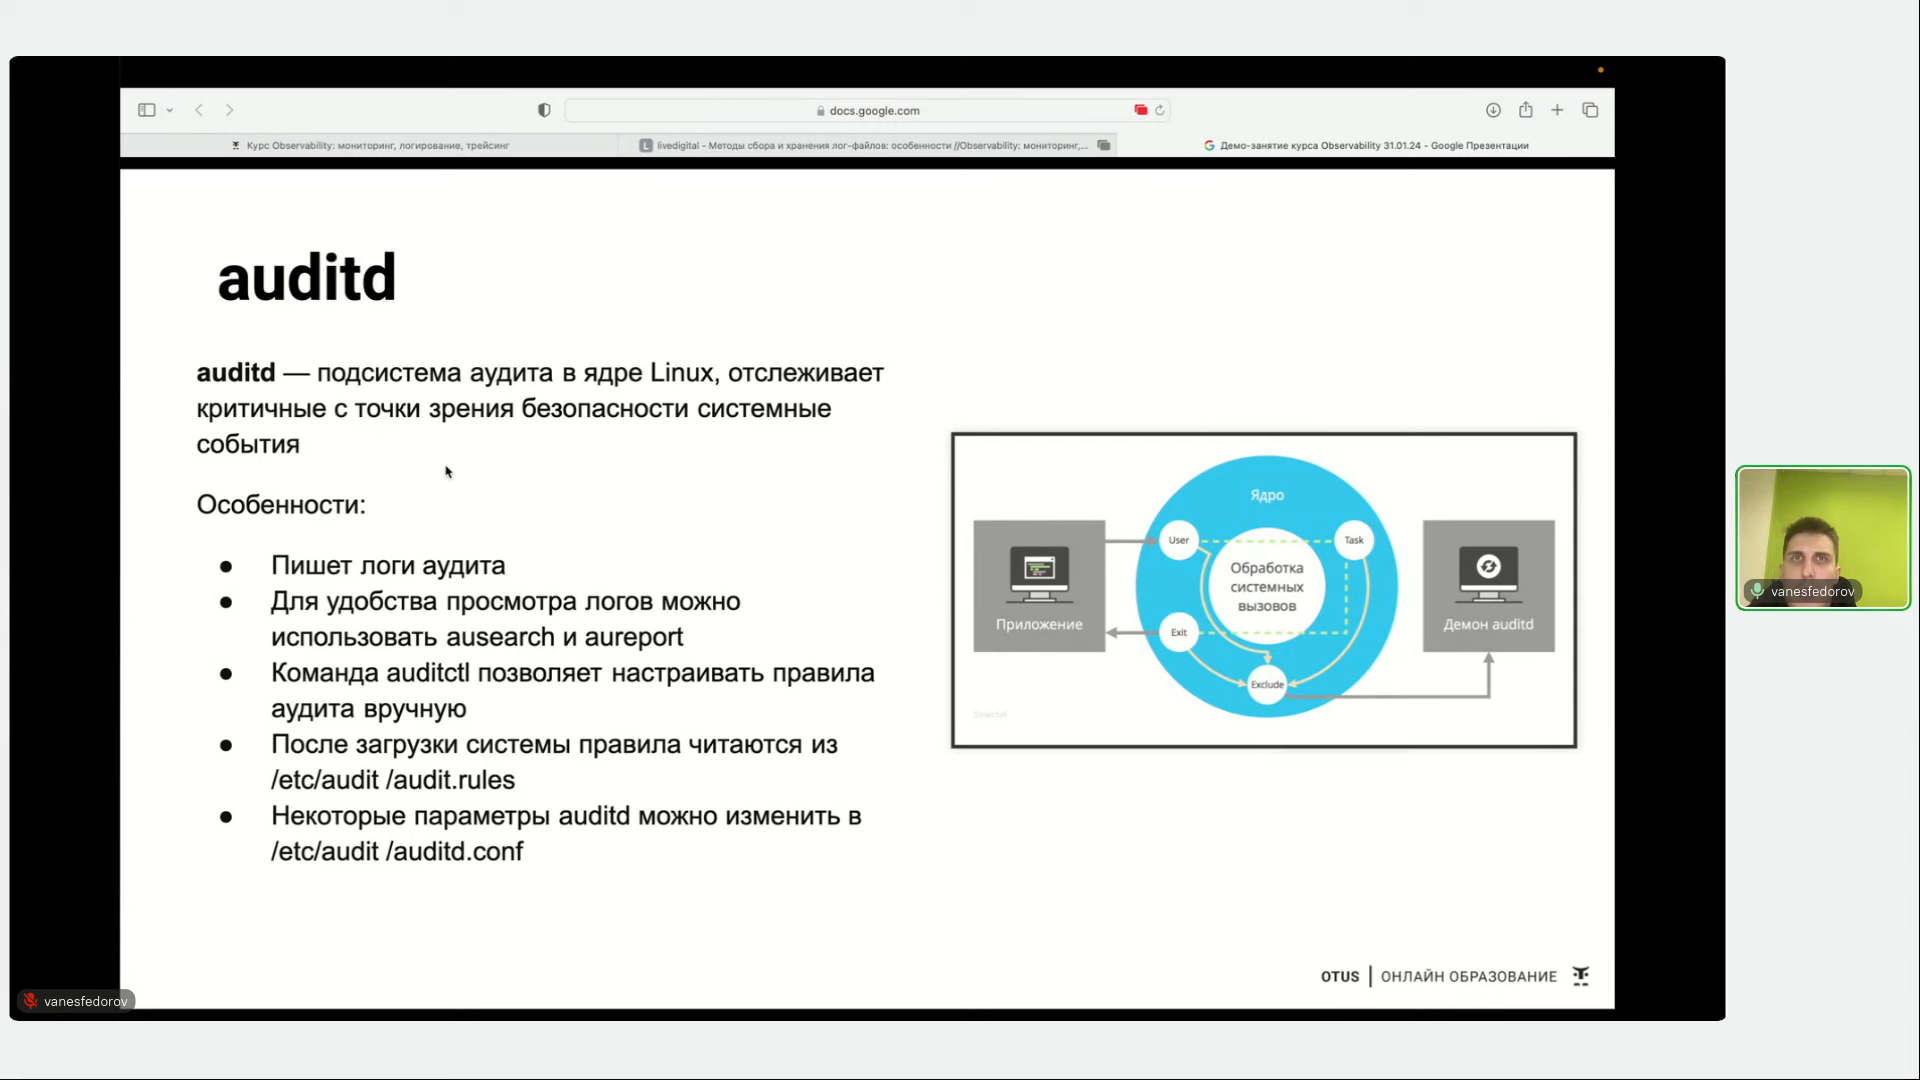 docs.google.com
Курс Observability: мониторинг, логирование, трейсинг
L livedigital - Методы сбора и хранения лог-файлов: особенности //Observability: мониторинг,...
Демо-занятие курса Observability 31.01.24 - Google Презентации
auditd
auditd — подсистема аудита в ядре Linux, отслеживает
критичные с точки зрения безопасности системные
события
Особенности:
● Пишет логи аудита
● Для удобства просмотра логов можно
использовать ausearch и aureport
● Команда auditctl позволяет настраивать правила
аудита вручную
● После загрузки системы правила читаются из
/etc/audit /audit.rules
● Некоторые параметры auditd можно изменить в
/etc/audit /auditd.conf
Ядро
User
Task
Обработка
системных
вызовов
Приложение
Exit
Демон auditd
Exclude
Selectel
OTUS | ОНЛАЙН ОБРАЗОВАНИЕ
vanesfedorov
vanesfedorov